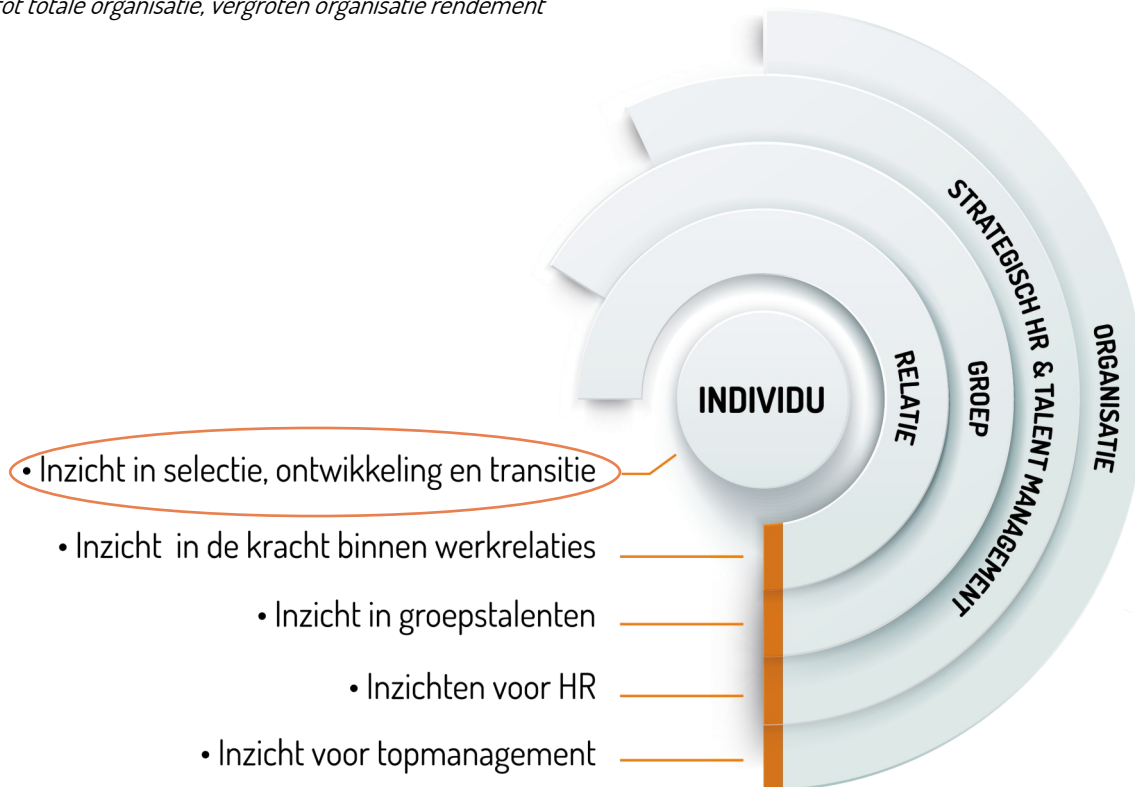 tot totale organisatie, vergroten organisatie rendement
STRATEGISCH HR & TALENT MANAGEMENT
ORGANISATIE
RELATIE
GROEP
INDIVIDU
• Inzicht in selectie, ontwikkeling en transitie
• Inzicht in de kracht binnen werkrelaties
• Inzicht in groepstalenten
• Inzichten voor HR
• Inzicht voor topmanagement